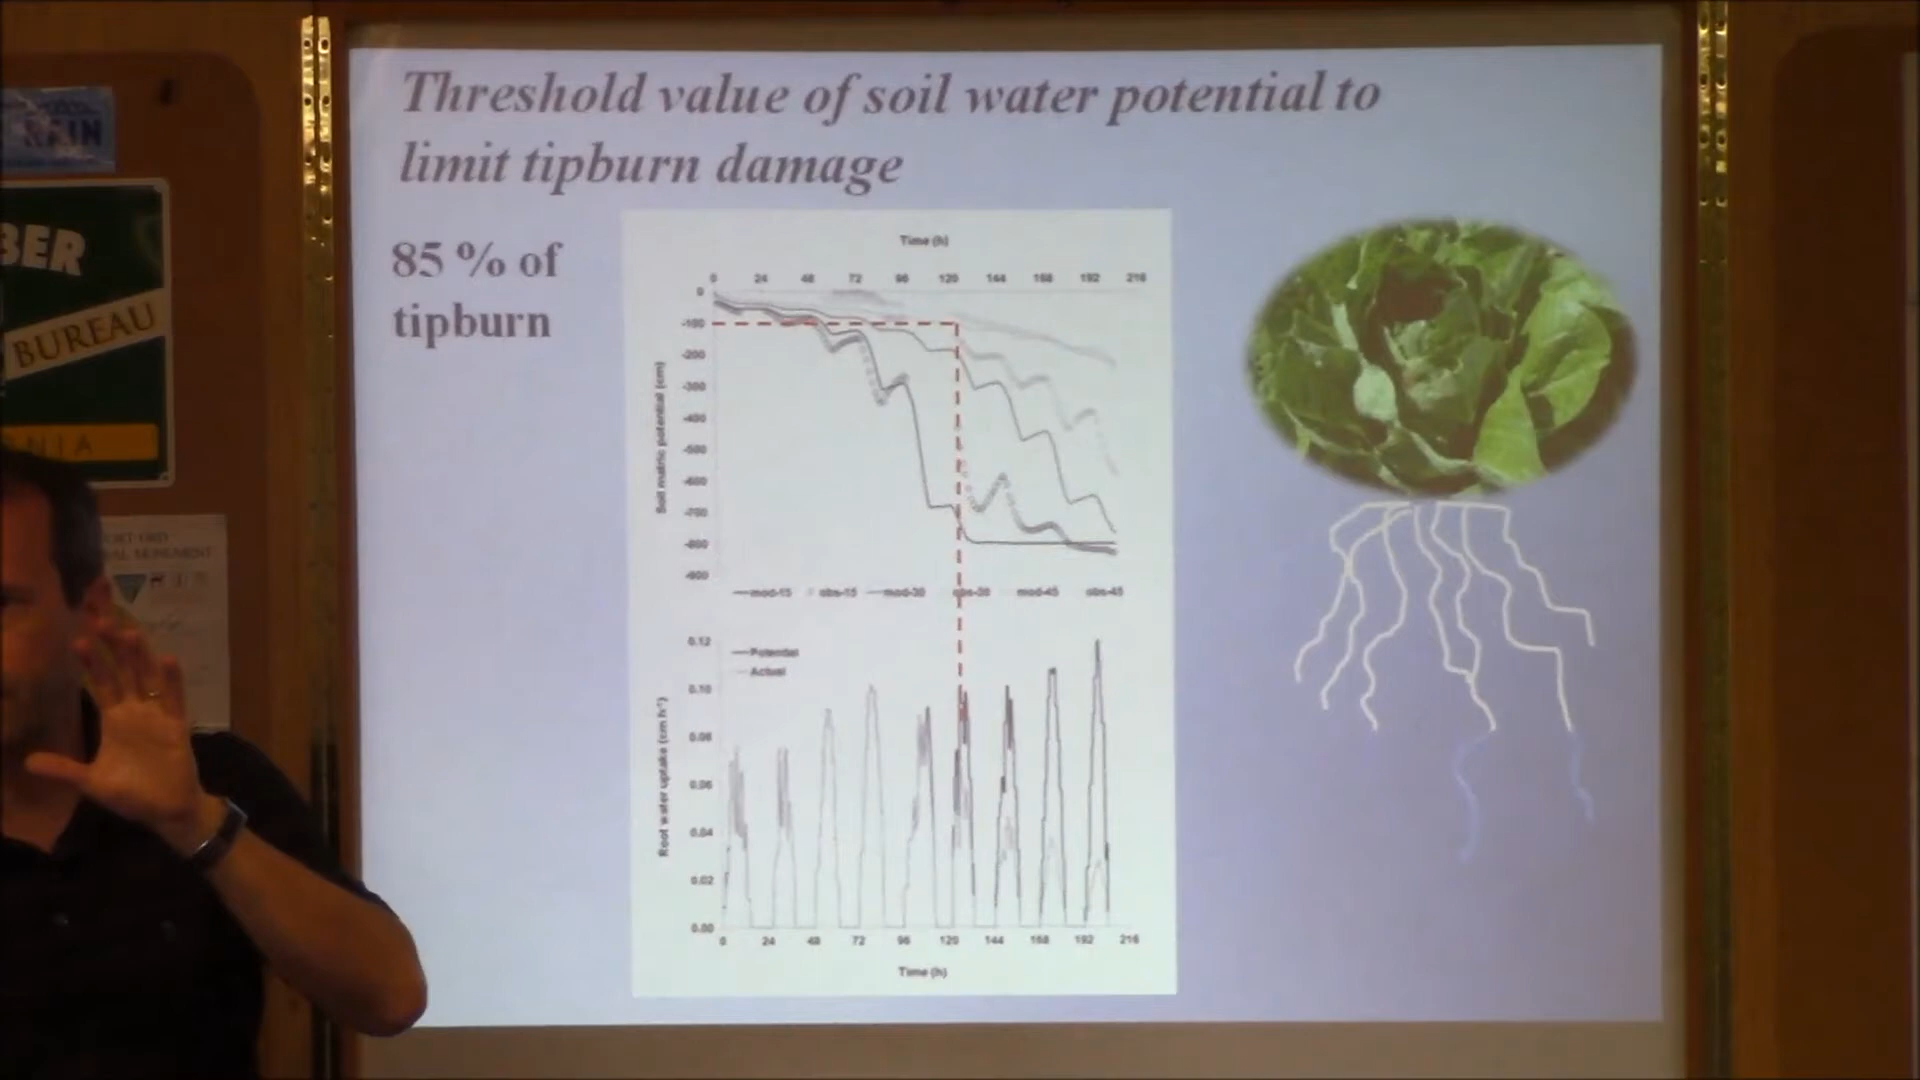 Threshold value of soil water potential to
limit tipburn damage
85 % of
tipburn
Time (h)
0 24 48 72 96 120 144 168 192 216
0
-100
-200
-300
-400
-500
-600
-700
-800
-900
Soil matric potential (cm)
mod-15 obs-15 mod-30 obs-30 mod-45 obs-45
0.12
0.10
0.08
0.06
0.04
0.02
0.00
Root water uptake (cm h⁻¹)
Potential
Actual
0 24 48 72 96 120 144 168 192 216
Time (h)
RAIN
BER
BUREAU
NIA
MONUMENT